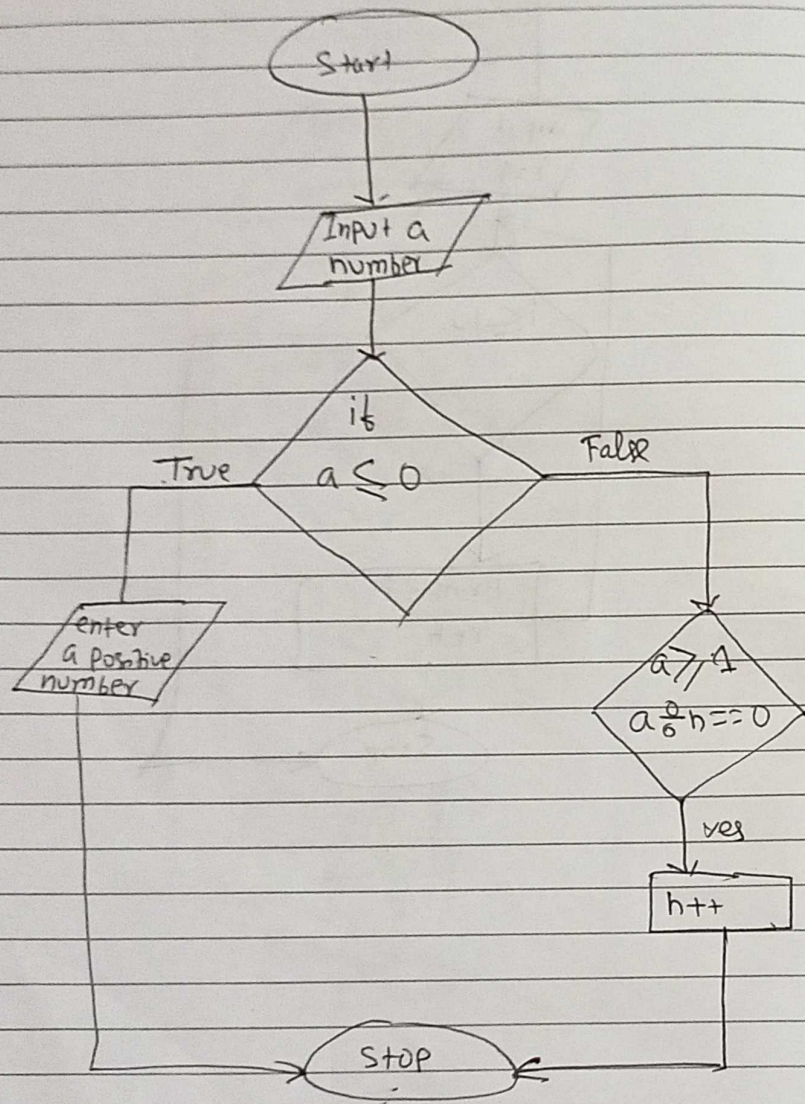 Start
Input a
number
if
a ≤ 0
True
False
enter
a positive
number
a ≥ 1
a % n == 0
yes
n++
Stop